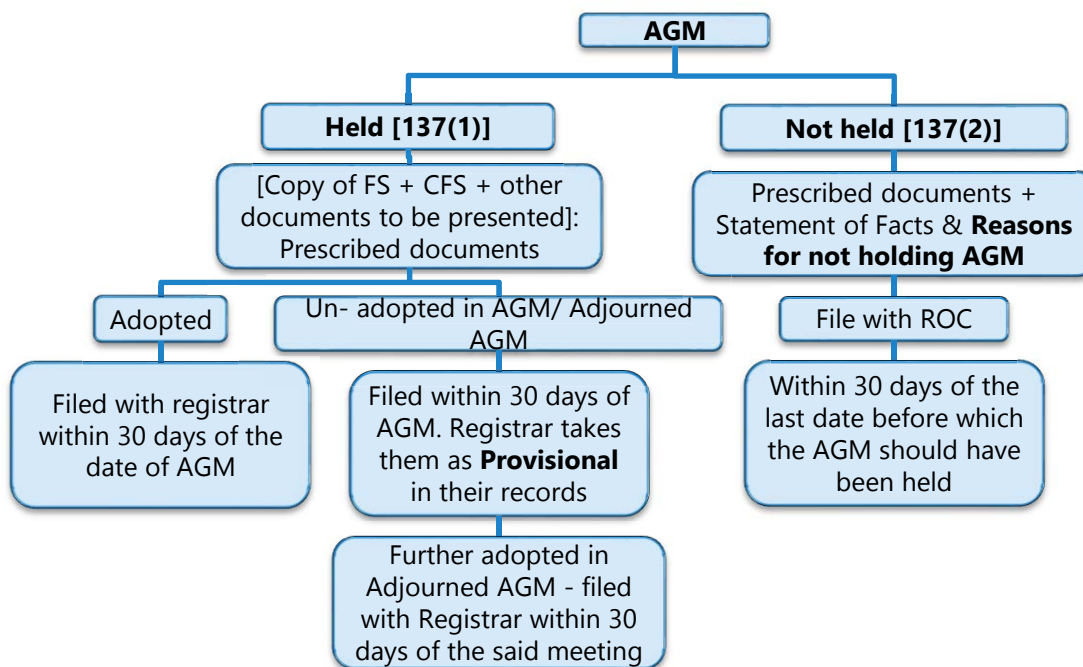 AGM
Held [137(1)]
Not held [137(2)]
[Copy of FS + CFS + other
documents to be presented]:
Prescribed documents
Prescribed documents +
Statement of Facts & Reasons
for not holding AGM
Adopted
Un- adopted in AGM/ Adjourned
AGM
File with ROC
Filed with registrar
within 30 days of the
date of AGM
Filed within 30 days of
AGM. Registrar takes
them as Provisional
in their records
Within 30 days of the
last date before which
the AGM should have
been held
Further adopted in
Adjourned AGM - filed
with Registrar within 30
days of the said meeting